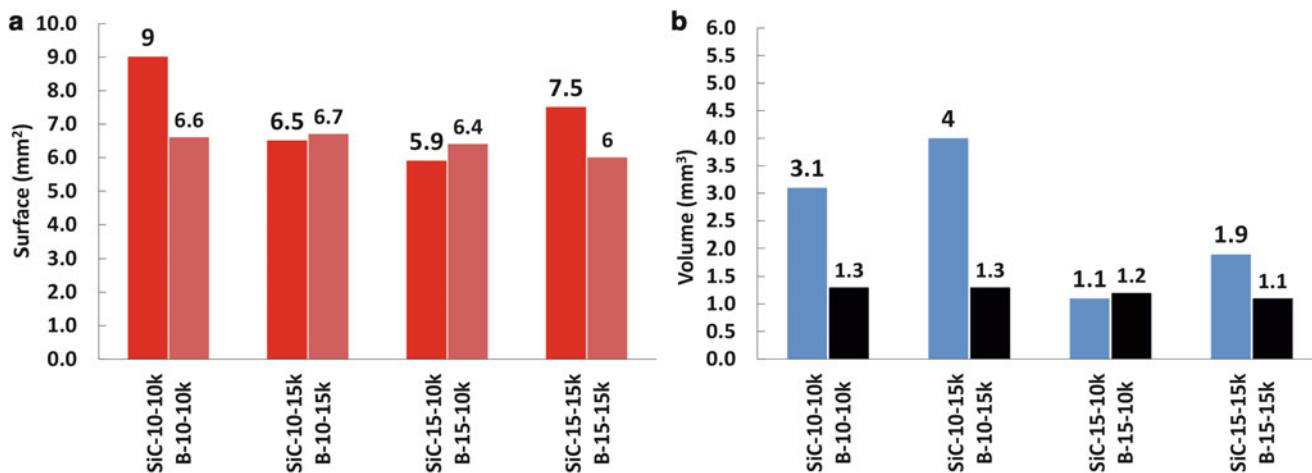 a
10.0
9.0
8.0
7.0
6.0
5.0
4.0
3.0
2.0
1.0
0.0
Surface (mm²)
9
6.6
6.5
6.7
5.9
6.4
7.5
6
SiC-10-10k
B-10-10k
SiC-10-15k
B-10-15k
SiC-15-10k
B-15-10k
SiC-15-15k
B-15-15k
b
6.0
5.5
5.0
4.5
4.0
3.5
3.0
2.5
2.0
1.5
1.0
0.5
0.0
Volume (mm³)
3.1
1.3
4
1.3
1.1
1.2
1.9
1.1
SiC-10-10k
B-10-10k
SiC-10-15k
B-10-15k
SiC-15-10k
B-15-10k
SiC-15-15k
B-15-15k